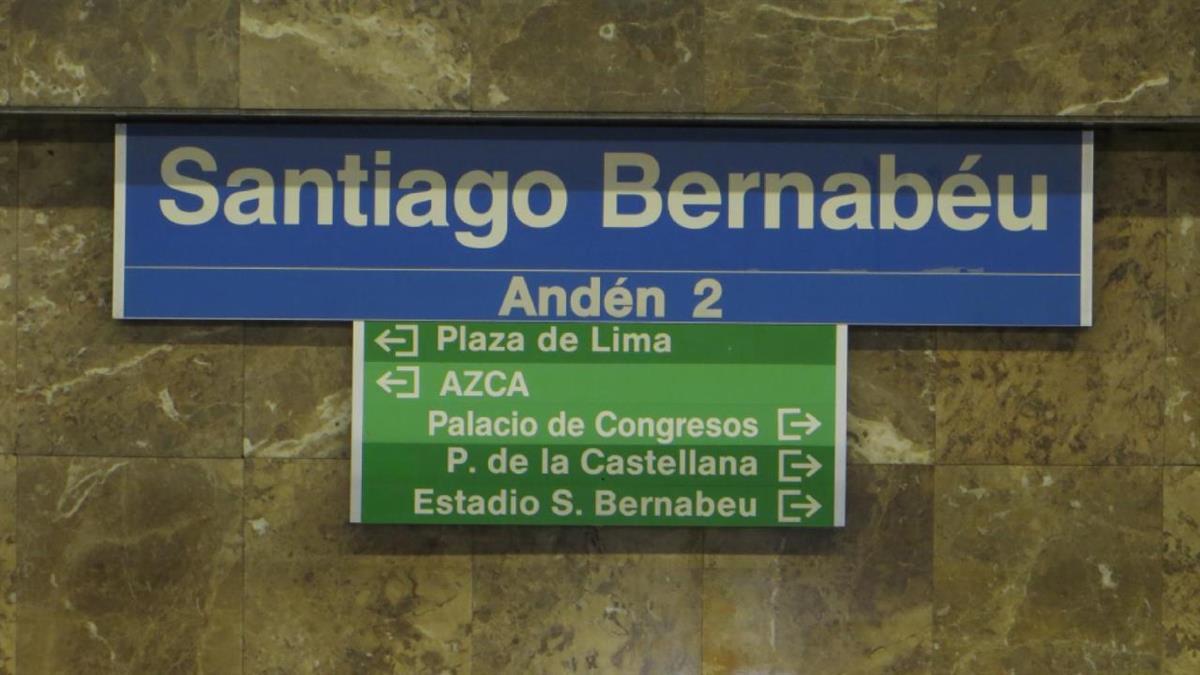 Santiago Bernabéu
Andén 2
Plaza de Lima
AZCA
Palacio de Congresos
P. de la Castellana
Estadio S. Bernabeu